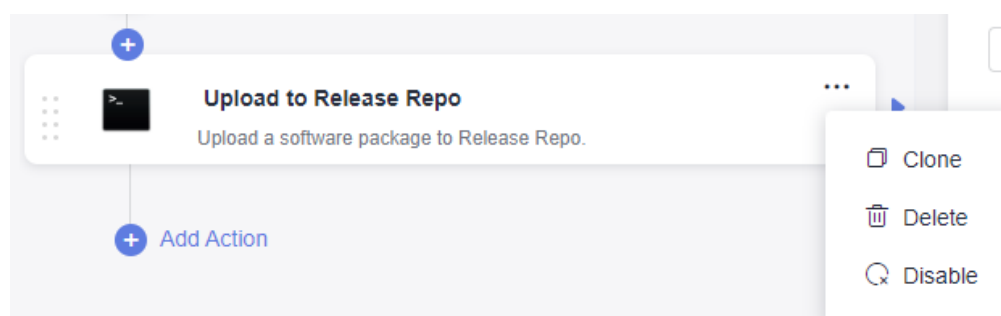 Upload to Release Repo
...
Upload a software package to Release Repo.
Clone
Delete
Add Action
Disable